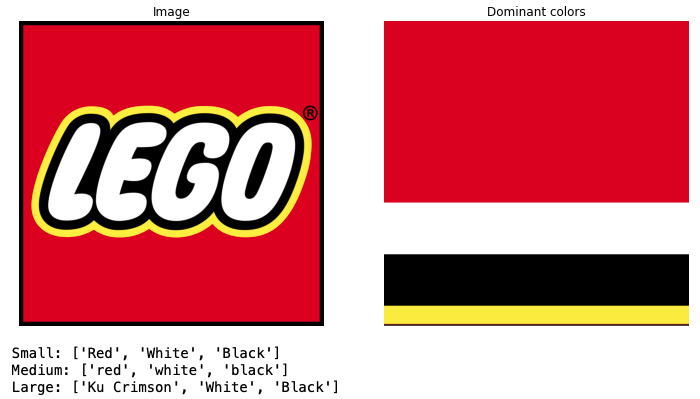 Image
Dominant colors
LEGO®
Small: ['Red', 'White', 'Black']
Medium: ['red', 'white', 'black']
Large: ['Ku Crimson', 'White', 'Black']